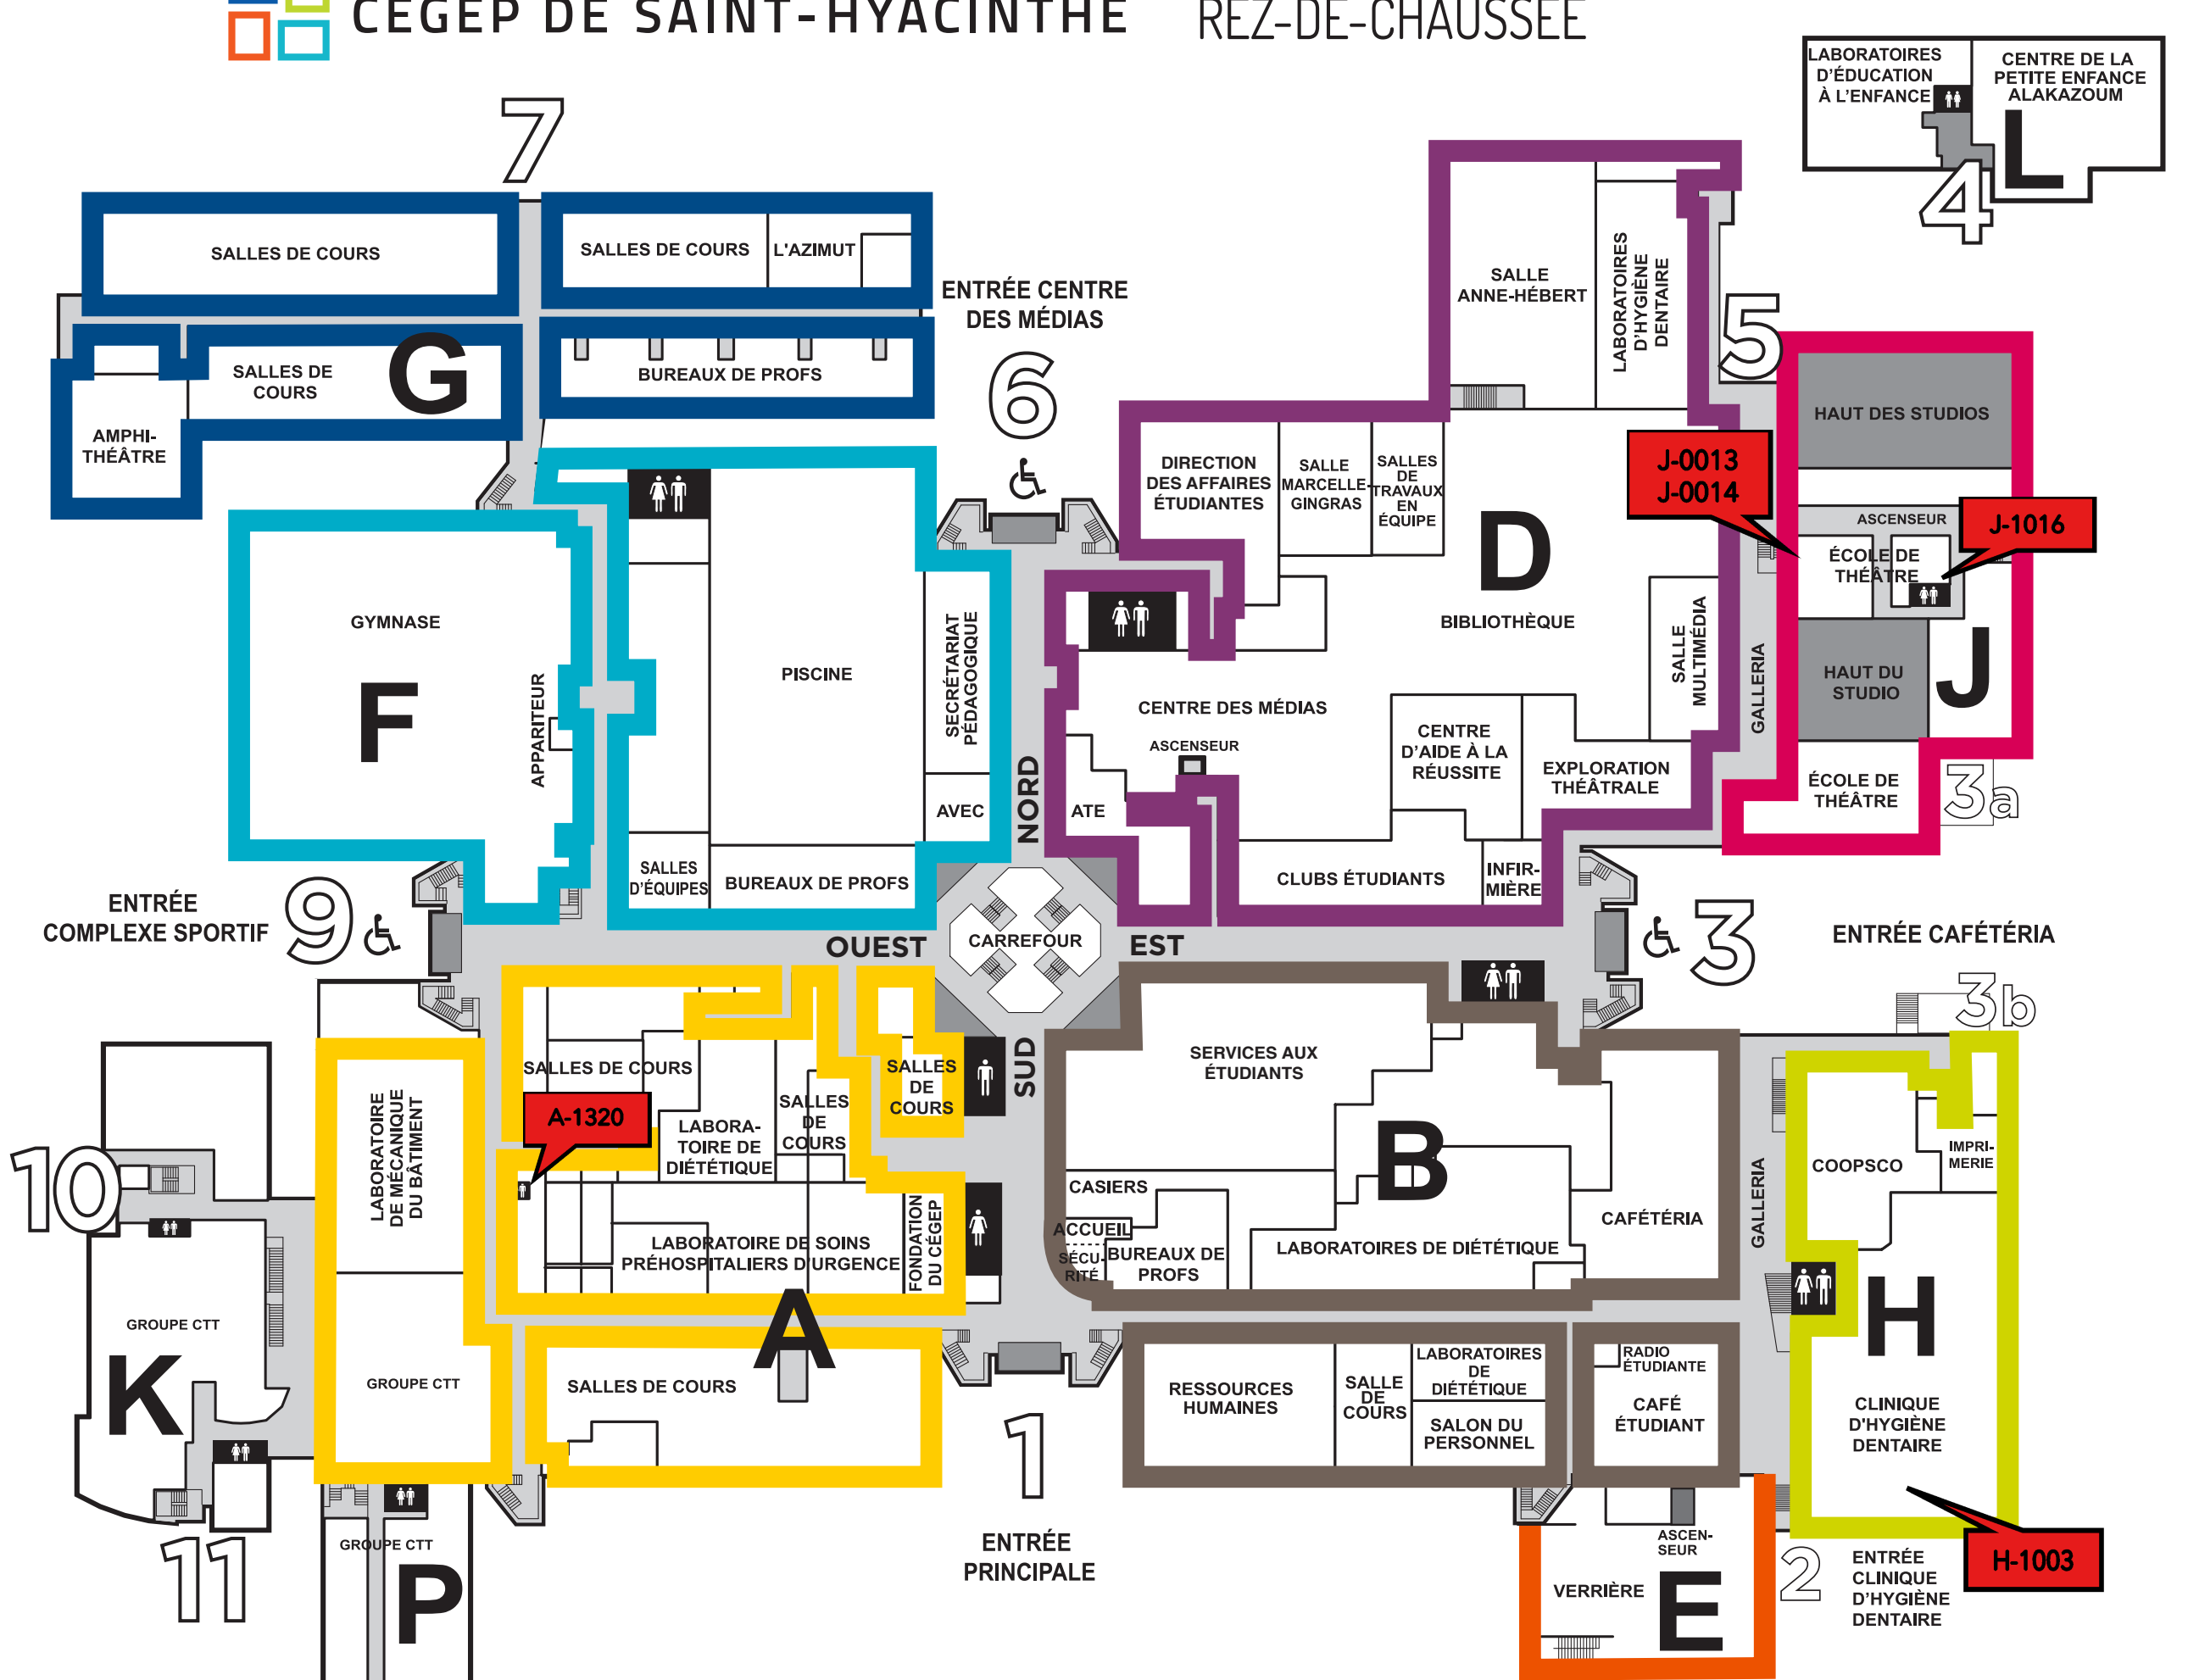 CÉGEP DE SAINT-HYACINTHE
REZ-DE-CHAUSSÉE
LABORATOIRES
D'ÉDUCATION
À L'ENFANCE
CENTRE DE LA
PETITE ENFANCE
ALAKAZOUM
L
4
7
SALLES DE COURS
SALLES DE COURS
L'AZIMUT
SALLES DE
COURS
G
BUREAUX DE PROFS
AMPHI-
THÉÂTRE
ENTRÉE CENTRE
DES MÉDIAS
6
SALLE
ANNE-HÉBERT
LABORATOIRES
D'HYGIÈNE
DENTAIRE
5
HAUT DES STUDIOS
DIRECTION
DES AFFAIRES
ÉTUDIANTES
SALLE
MARCELLE-
GINGRAS
SALLES
DE
TRAVAUX
EN
ÉQUIPE
D
BIBLIOTHÈQUE
J-0013
J-0014
ASCENSEUR
J-1016
ÉCOLE DE
THÉÂTRE
SALLE
MULTIMÉDIA
GALLERIA
HAUT DU
STUDIO
J
ÉCOLE DE
THÉÂTRE
3a
GYMNASE
F
APPARITEUR
PISCINE
SECRÉTARIAT
PÉDAGOGIQUE
AVEC
SALLES
D'ÉQUIPES
BUREAUX DE PROFS
NORD
CENTRE DES MÉDIAS
ASCENSEUR
ATE
CENTRE
D'AIDE À LA
RÉUSSITE
EXPLORATION
THÉÂTRALE
CLUBS ÉTUDIANTS
INFIR-
MIÈRE
ENTRÉE
COMPLEXE SPORTIF
9
OUEST
CARREFOUR
EST
SUD
3
ENTRÉE CAFÉTÉRIA
3b
SALLES DE COURS
A-1320
LABORA-
TOIRE DE
DIÉTÉTIQUE
SALLES
DE
COURS
SALLES
DE
COURS
LABORATOIRE
DE MÉCANIQUE
DU BÂTIMENT
LABORATOIRE DE SOINS
PRÉHOSPITALIERS D'URGENCE
FONDATION
DU CÉGEP
A
SALLES DE COURS
SERVICES AUX
ÉTUDIANTS
B
CASIERS
ACCUEIL
SÉCU-
RITÉ
BUREAUX DE
PROFS
LABORATOIRES DE DIÉTÉTIQUE
CAFÉTÉRIA
GALLERIA
COOPSCO
IMPRI-
MERIE
H
CLINIQUE
D'HYGIÈNE
DENTAIRE
H-1003
10
GROUPE CTT
K
GROUPE CTT
11
GROUPE CTT
P
1
ENTRÉE
PRINCIPALE
RESSOURCES
HUMAINES
SALLE
DE
COURS
LABORATOIRES
DE
DIÉTÉTIQUE
SALON DU
PERSONNEL
RADIO
ÉTUDIANTE
CAFÉ
ÉTUDIANT
ASCEN-
SEUR
VERRIÈRE
E
2
ENTRÉE
CLINIQUE
D'HYGIÈNE
DENTAIRE